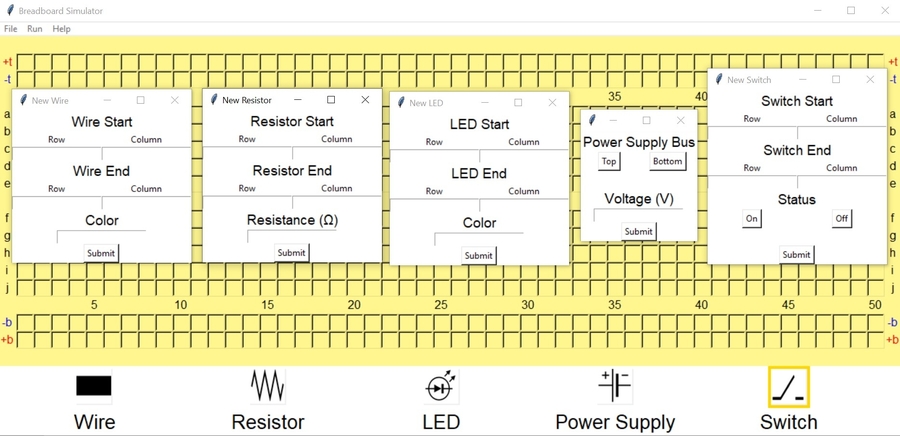 Breadboard Simulator
File Run Help
+t +t
-t -t
New Switch
New Wire New Resistor New LED 35 40 Switch Start
Row Column
a
Wire Start Resistor Start LED Start
b
Row Column Row Column Row Column Power Supply Bus
c Switch End
Top Bottom
d
Wire End Resistor End LED End
Row Column
e
Row Column Row Column Row Column
Voltage (V) Status
f f
Color Resistance (Ω) Color On Off
g g
Submit
h h
Submit Submit Submit Submit
i i
j j
5 10 15 20 25 30 35 40 45 50
-b -b
+b +b
Wire Resistor LED Power Supply Switch